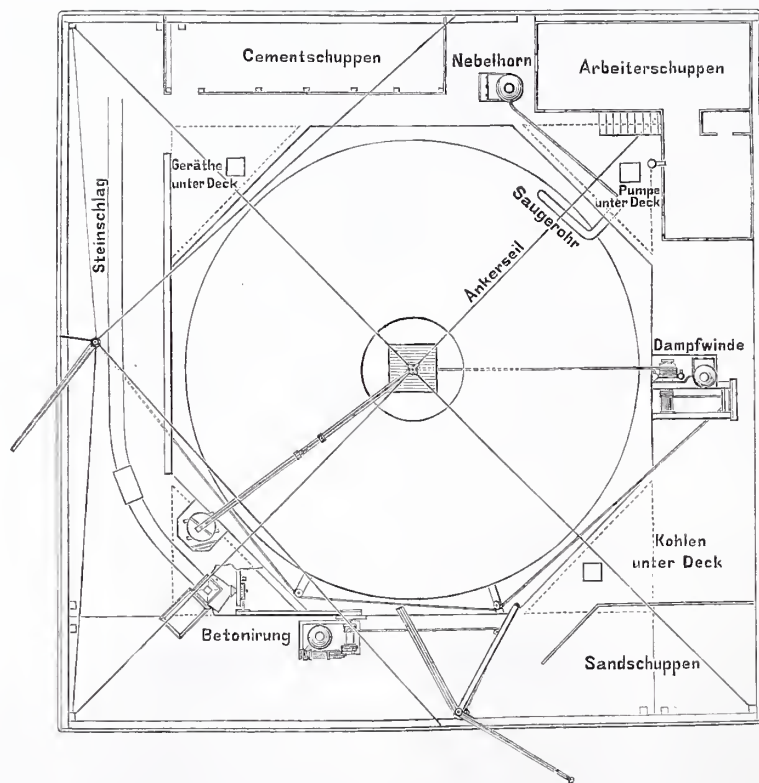 Cementschuppen
Nebelhorn
Arbeiterschuppen
Geräthe
unter Deck
Pumpe
unter Deck
Steinschlag
Saugerohr
Ankerseil
Dampfwinde
Kohlen
unter Deck
Betonirung
Sandschuppen